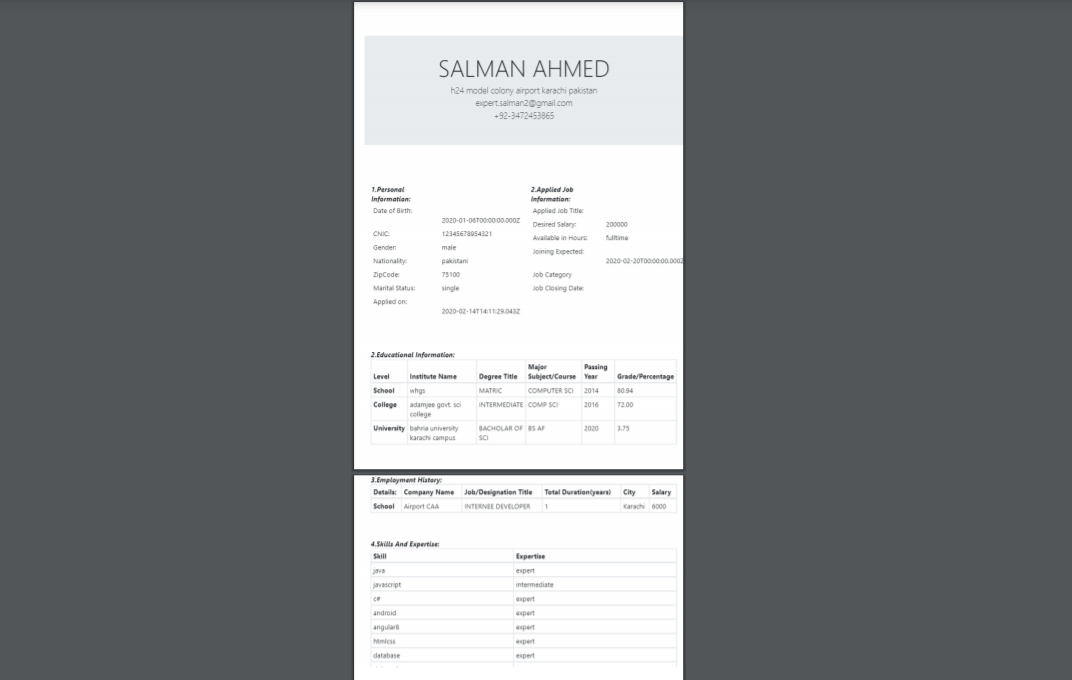 SALMAN AHMED
h24 model colony airport karachi pakistan
expert.salman2@gmail.com
+92-3472453865
1.Personal
Information:
Date of Birth:
2020-01-06T00:00:00.000Z
CNIC: 12345678954321
Gender: male
Nationality: pakistani
ZipCode: 75100
Marital Status: single
Applied on:
2020-02-14T14:11:29.043Z
2.Applied Job
Information:
Applied Job Title:
Desired Salary: 200000
Available in Hours: fulltime
Joining Expected:
2020-02-20T00:00:00.000Z
Job Category
Job Closing Date:
2.Educational Information:
Level Institute Name Degree Title Major Subject/Course Passing Year Grade/Percentage
School whgs MATRIC COMPUTER SCI 2014 80.94
College adamjee govt. sci college INTERMEDIATE COMP SCI 2016 72.00
University bahria university karachi campus BACHOLAR OF SCI BS AF 2020 3.75
3.Employment History:
Details: Company Name Job/Designation Title Total Duration(years) City Salary
School Airport CAA INTERNEE DEVELOPER 1 Karachi 6000
4.Skills And Expertise:
Skill Expertise
java expert
javascript intermediate
c# expert
android expert
angular8 expert
htmlcss expert
database expert